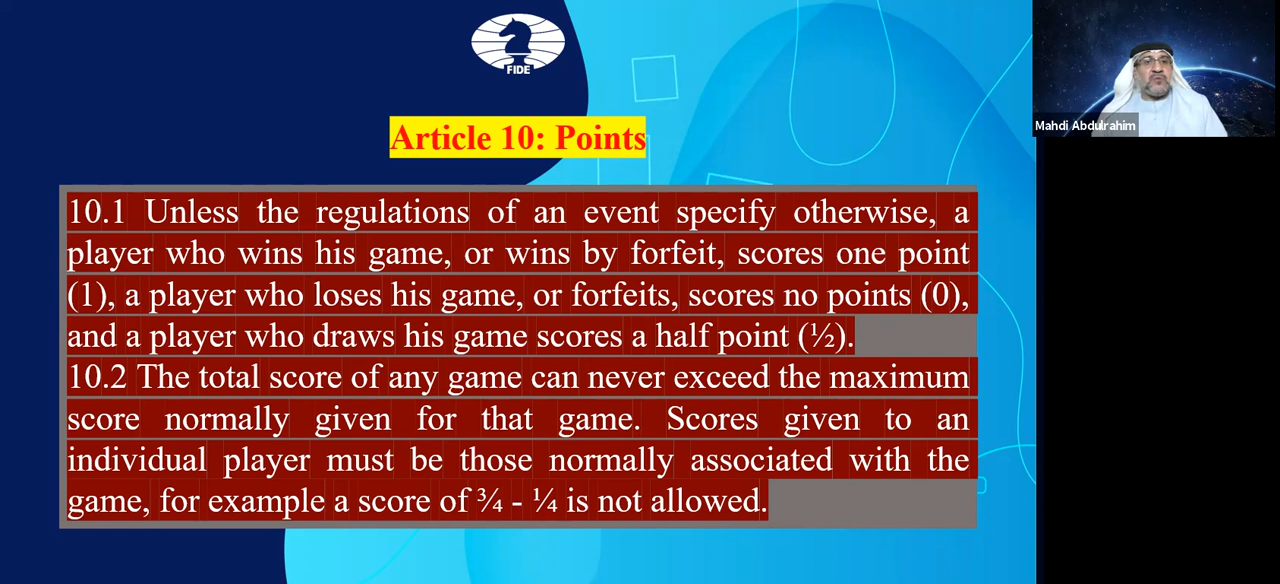 FIDE
Mahdi Abdulrahim
Article 10: Points
10.1 Unless the regulations of an event specify otherwise, a
player who wins his game, or wins by forfeit, scores one point
(1), a player who loses his game, or forfeits, scores no points (0),
and a player who draws his game scores a half point (½).
10.2 The total score of any game can never exceed the maximum
score normally given for that game. Scores given to an
individual player must be those normally associated with the
game, for example a score of ¾ - ¼ is not allowed.